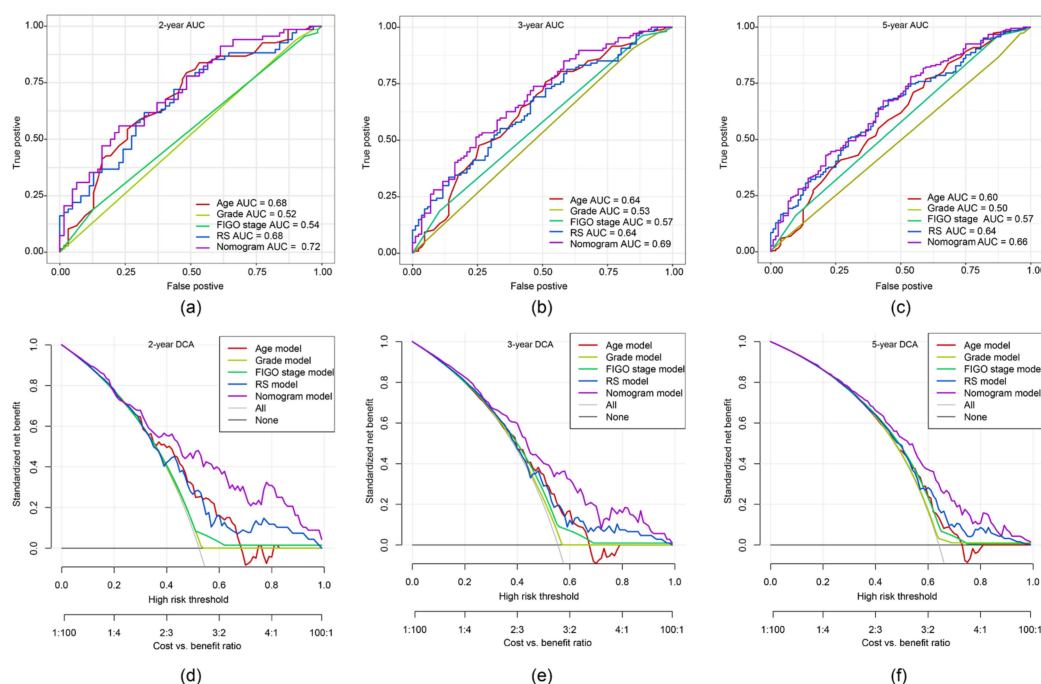 2-year AUC
1.00
0.75
0.50
0.25
0.00
True postive
Age AUC = 0.68
Grade AUC = 0.52
FIGO stage AUC = 0.54
RS AUC = 0.68
Nomogram AUC = 0.72
0.00 0.25 0.50 0.75 1.00
False postive
(a)
3-year AUC
1.00
0.75
0.50
0.25
0.00
True postive
Age AUC = 0.64
Grade AUC = 0.53
FIGO stage AUC = 0.57
RS AUC = 0.64
Nomogram AUC = 0.69
0.00 0.25 0.50 0.75 1.00
False postive
(b)
5-year AUC
1.00
0.75
0.50
0.25
0.00
True postive
Age AUC = 0.60
Grade AUC = 0.50
FIGO stage AUC = 0.57
RS AUC = 0.64
Nomogram AUC = 0.66
0.00 0.25 0.50 0.75 1.00
False postive
(c)
2-year DCA
Age model
Grade model
FIGO stage model
RS model
Nomogram model
All
None
1.0
0.8
0.6
0.4
0.2
0.0
Standardized net benefit
0.0 0.2 0.4 0.6 0.8 1.0
High risk threshold
1:100 1:4 2:3 3:2 4:1 100:1
Cost vs. benefit ratio
(d)
3-year DCA
Age model
Grade model
FIGO stage model
RS model
Nomogram model
All
None
1.0
0.8
0.6
0.4
0.2
0.0
Standardized net benefit
0.0 0.2 0.4 0.6 0.8 1.0
High risk threshold
1:100 1:4 2:3 3:2 4:1 100:1
Cost vs. benefit ratio
(e)
5-year DCA
Age model
Grade model
FIGO stage model
RS model
Nomogram model
All
None
1.0
0.8
0.6
0.4
0.2
0.0
Standardized net benefit
0.0 0.2 0.4 0.6 0.8 1.0
High risk threshold
1:100 1:4 2:3 3:2 4:1 100:1
Cost vs. benefit ratio
(f)